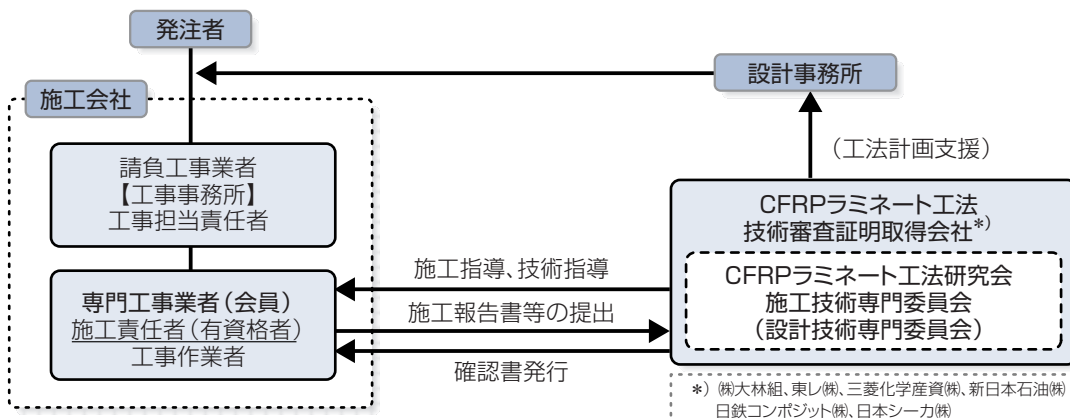 発注者
設計事務所
施工会社
請負工事業者
【工事事務所】
工事担当責任者
(工法計画支援)
CFRPラミネート工法
技術審査証明取得会社*)
CFRPラミネート工法研究会
施工技術専門委員会
(設計技術専門委員会)
施工指導、技術指導
専門工事業者(会員)
施工責任者(有資格者)
工事作業者
施工報告書等の提出
確認書発行
*) ㈱大林組、東レ㈱、三菱化学産資㈱、新日本石油㈱
日鉄コンポジット㈱、日本シーカ㈱